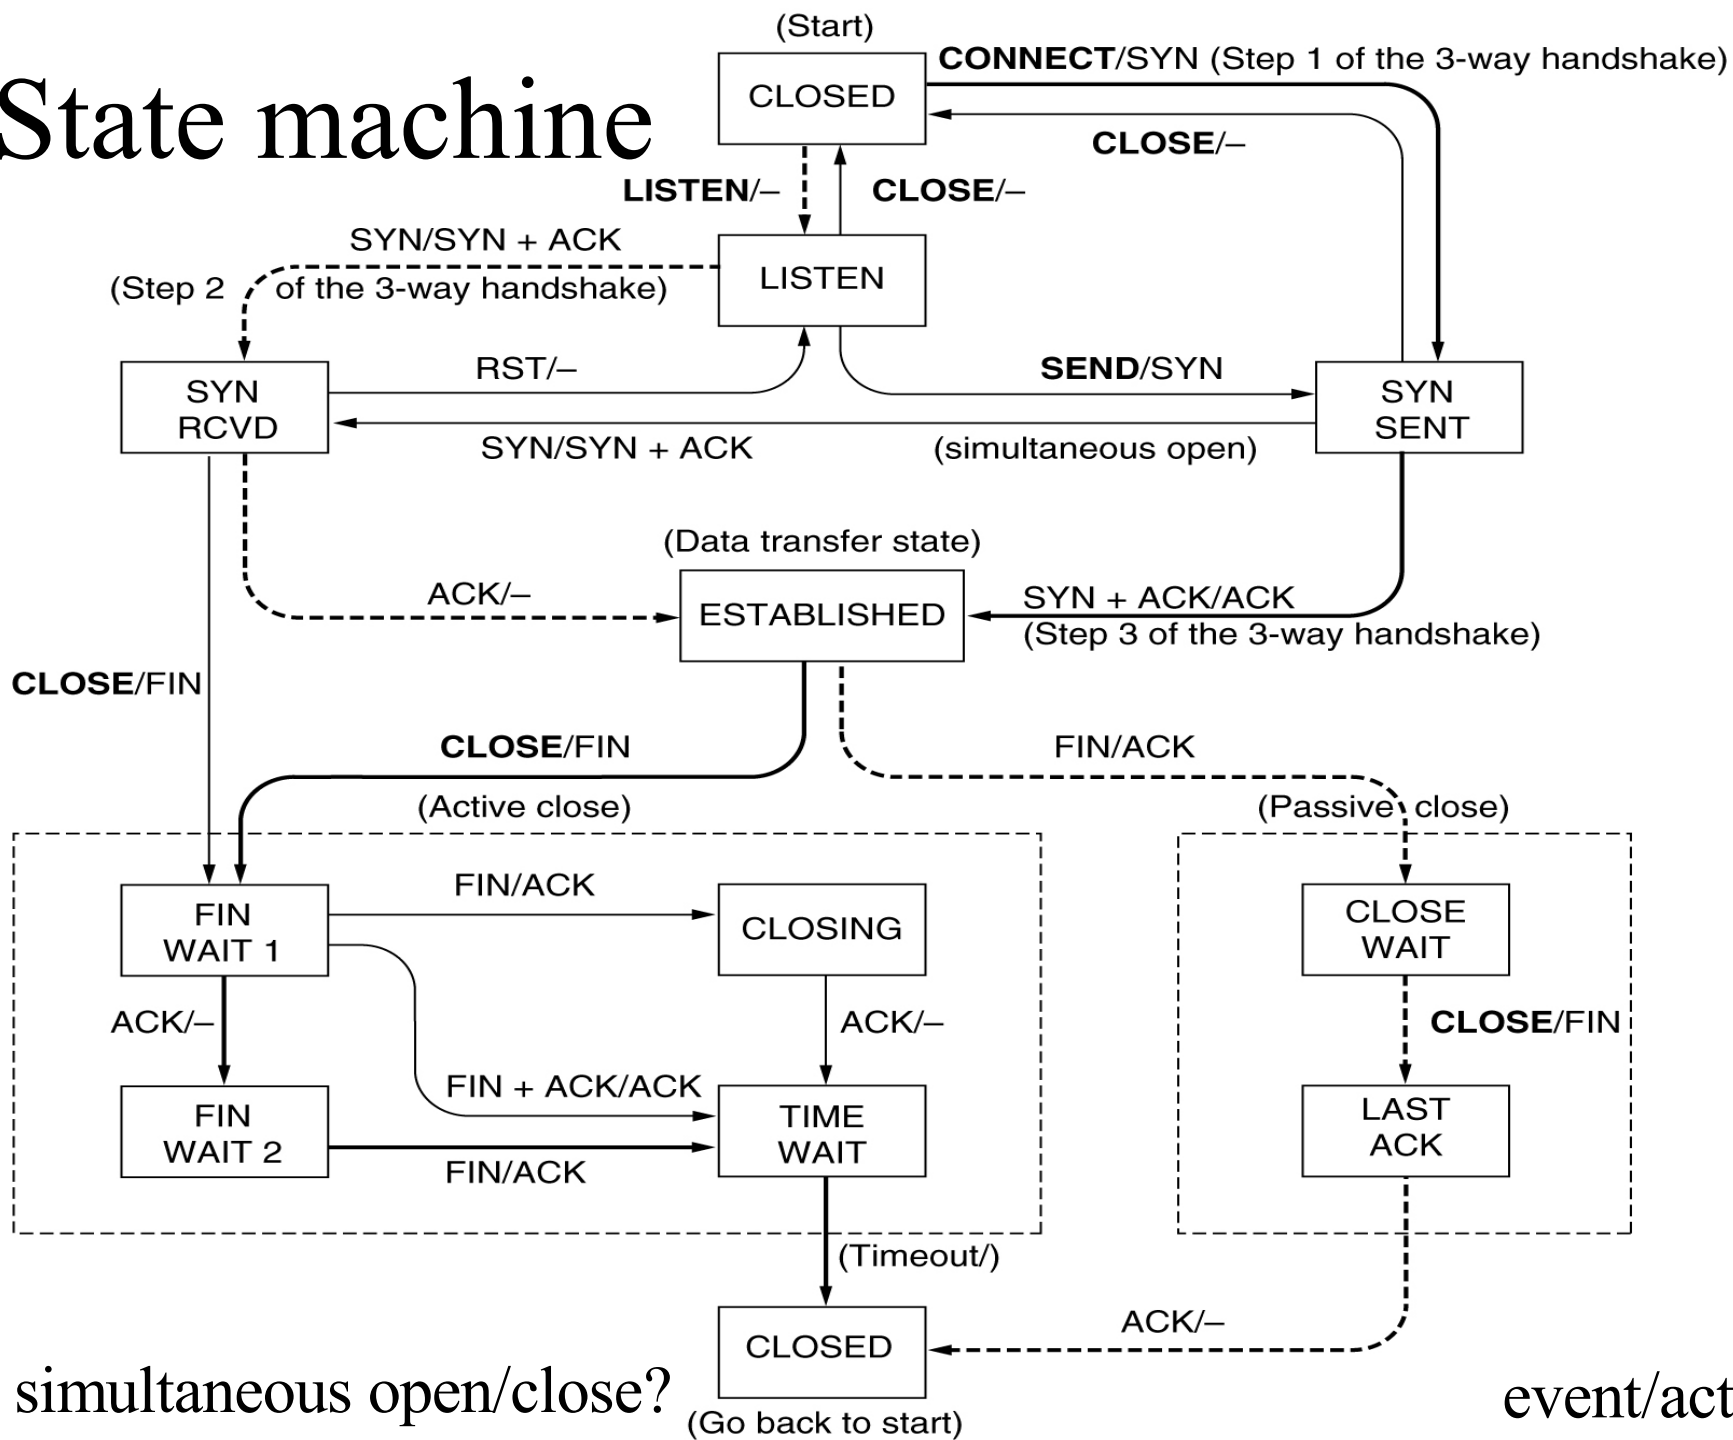 (Start)
CONNECT/SYN (Step 1 of the 3-way handshake)
State machine
CLOSED
CLOSE/–
LISTEN/–
CLOSE/–
SYN/SYN + ACK
LISTEN
(Step 2 of the 3-way handshake)
RST/–
SEND/SYN
SYN
RCVD
SYN
SENT
SYN/SYN + ACK
(simultaneous open)
(Data transfer state)
ACK/–
ESTABLISHED
SYN + ACK/ACK
(Step 3 of the 3-way handshake)
CLOSE/FIN
CLOSE/FIN
FIN/ACK
(Active close)
(Passive close)
FIN
WAIT 1
FIN/ACK
CLOSING
CLOSE
WAIT
ACK/–
ACK/–
CLOSE/FIN
FIN + ACK/ACK
FIN
WAIT 2
TIME
WAIT
LAST
ACK
FIN/ACK
(Timeout/)
ACK/–
CLOSED
(Go back to start)
simultaneous open/close?
event/act